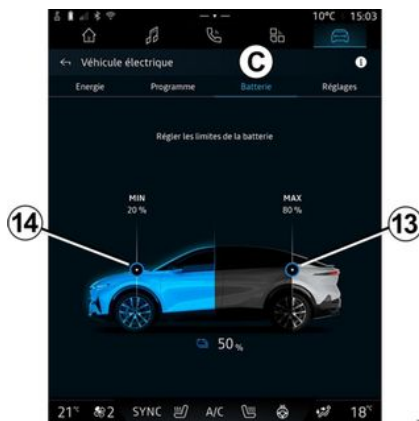 10°C 15:03
C
Véhicule électrique
Energie Programme Batterie Réglages
Régler les limites de la batterie
MIN MAX
20 % 80 %
14 13
50 %
21° 2 SYNC A/C 18°